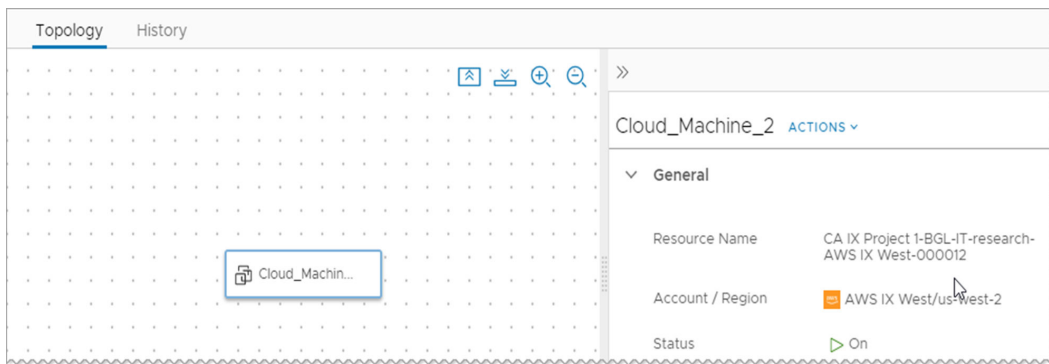 Topology History
Cloud_Machine_2 ACTIONS
General
Resource Name CA IX Project 1-BGL-IT-research-
AWS IX West-000012
Cloud_Machin...
Account / Region AWS IX West/us-west-2
Status On